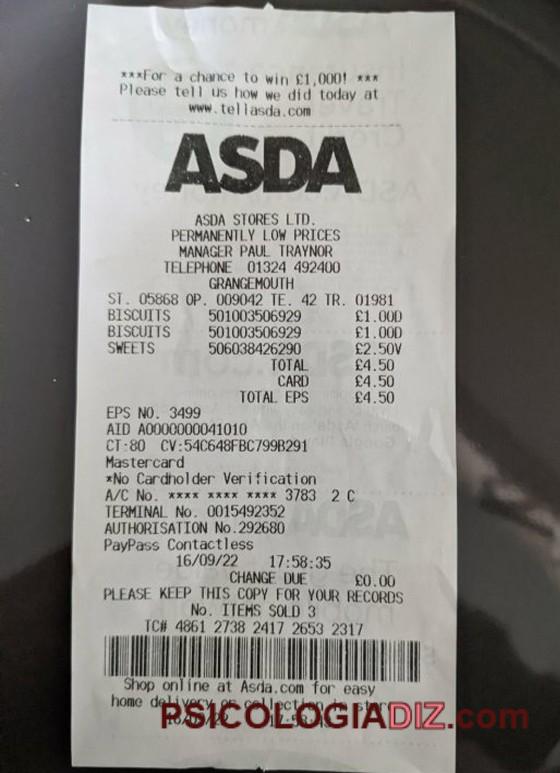 ***For a chance to win £1,000! ***
Please tell us how we did today at
www.tellasda.com
ASDA
ASDA STORES LTD.
PERMANENTLY LOW PRICES
MANAGER PAUL TRAYNOR
TELEPHONE 01324 492400
GRANGEMOUTH
ST. 05868 OP. 009042 TE. 42 TR. 01981
BISCUITS 501003506929 £1.00D
BISCUITS 501003506929 £1.00D
SWEETS 506038426290 £2.50V
TOTAL £4.50
CARD £4.50
TOTAL EPS £4.50
EPS NO. 3499
AID A0000000041010
CT:80 CV:54C648FBC799B291
Mastercard
*No Cardholder Verification
A/C No. **** **** **** 3783 2 C
TERMINAL No. 0015492352
AUTHORISATION No.292680
PayPass Contactless
16/09/22 17:58:35
CHANGE DUE £0.00
PLEASE KEEP THIS COPY FOR YOUR RECORDS
No. ITEMS SOLD 3
TC# 4861 2738 2417 2653 2317
Shop online at Asda.com for easy
home delivery or collection in store
PSICOLOGIADIZ.com